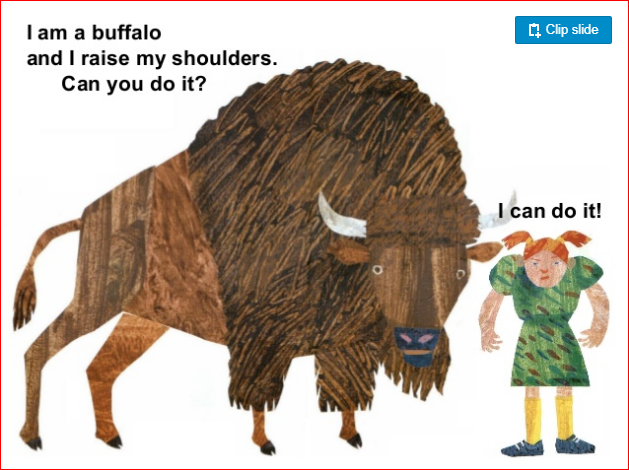 I am a buffalo
and I raise my shoulders.
Can you do it?
Clip slide
I can do it!